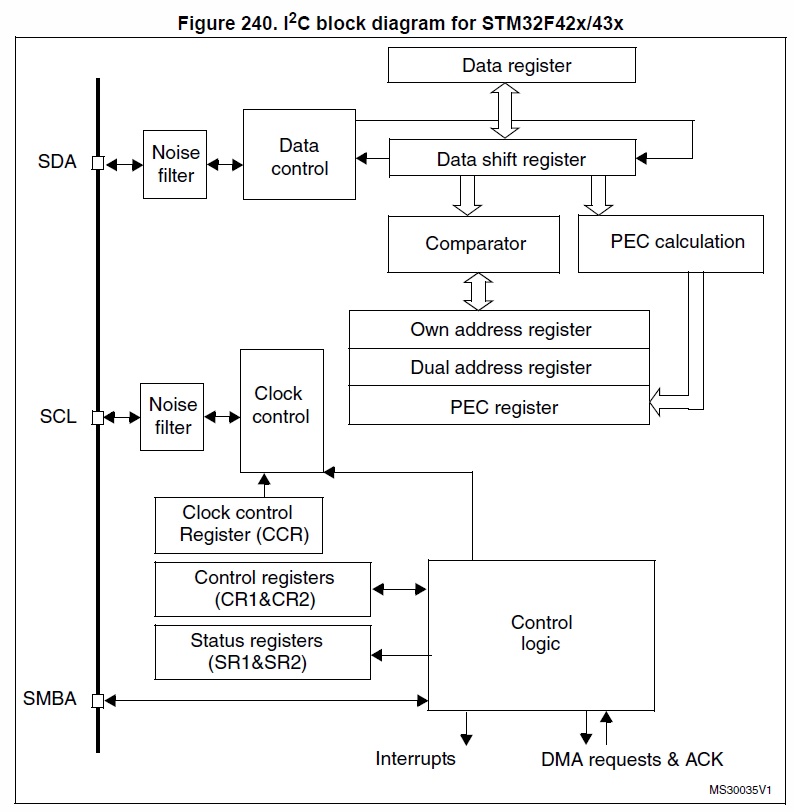 Figure 240. I²C block diagram for STM32F42x/43x
Data register
SDA
Noise
filter
Data
control
Data shift register
Comparator
PEC calculation
Own address register
Dual address register
PEC register
SCL
Noise
filter
Clock
control
Clock control
Register (CCR)
Control registers
(CR1&CR2)
Status registers
(SR1&SR2)
Control
logic
SMBA
Interrupts
DMA requests & ACK
MS30035V1